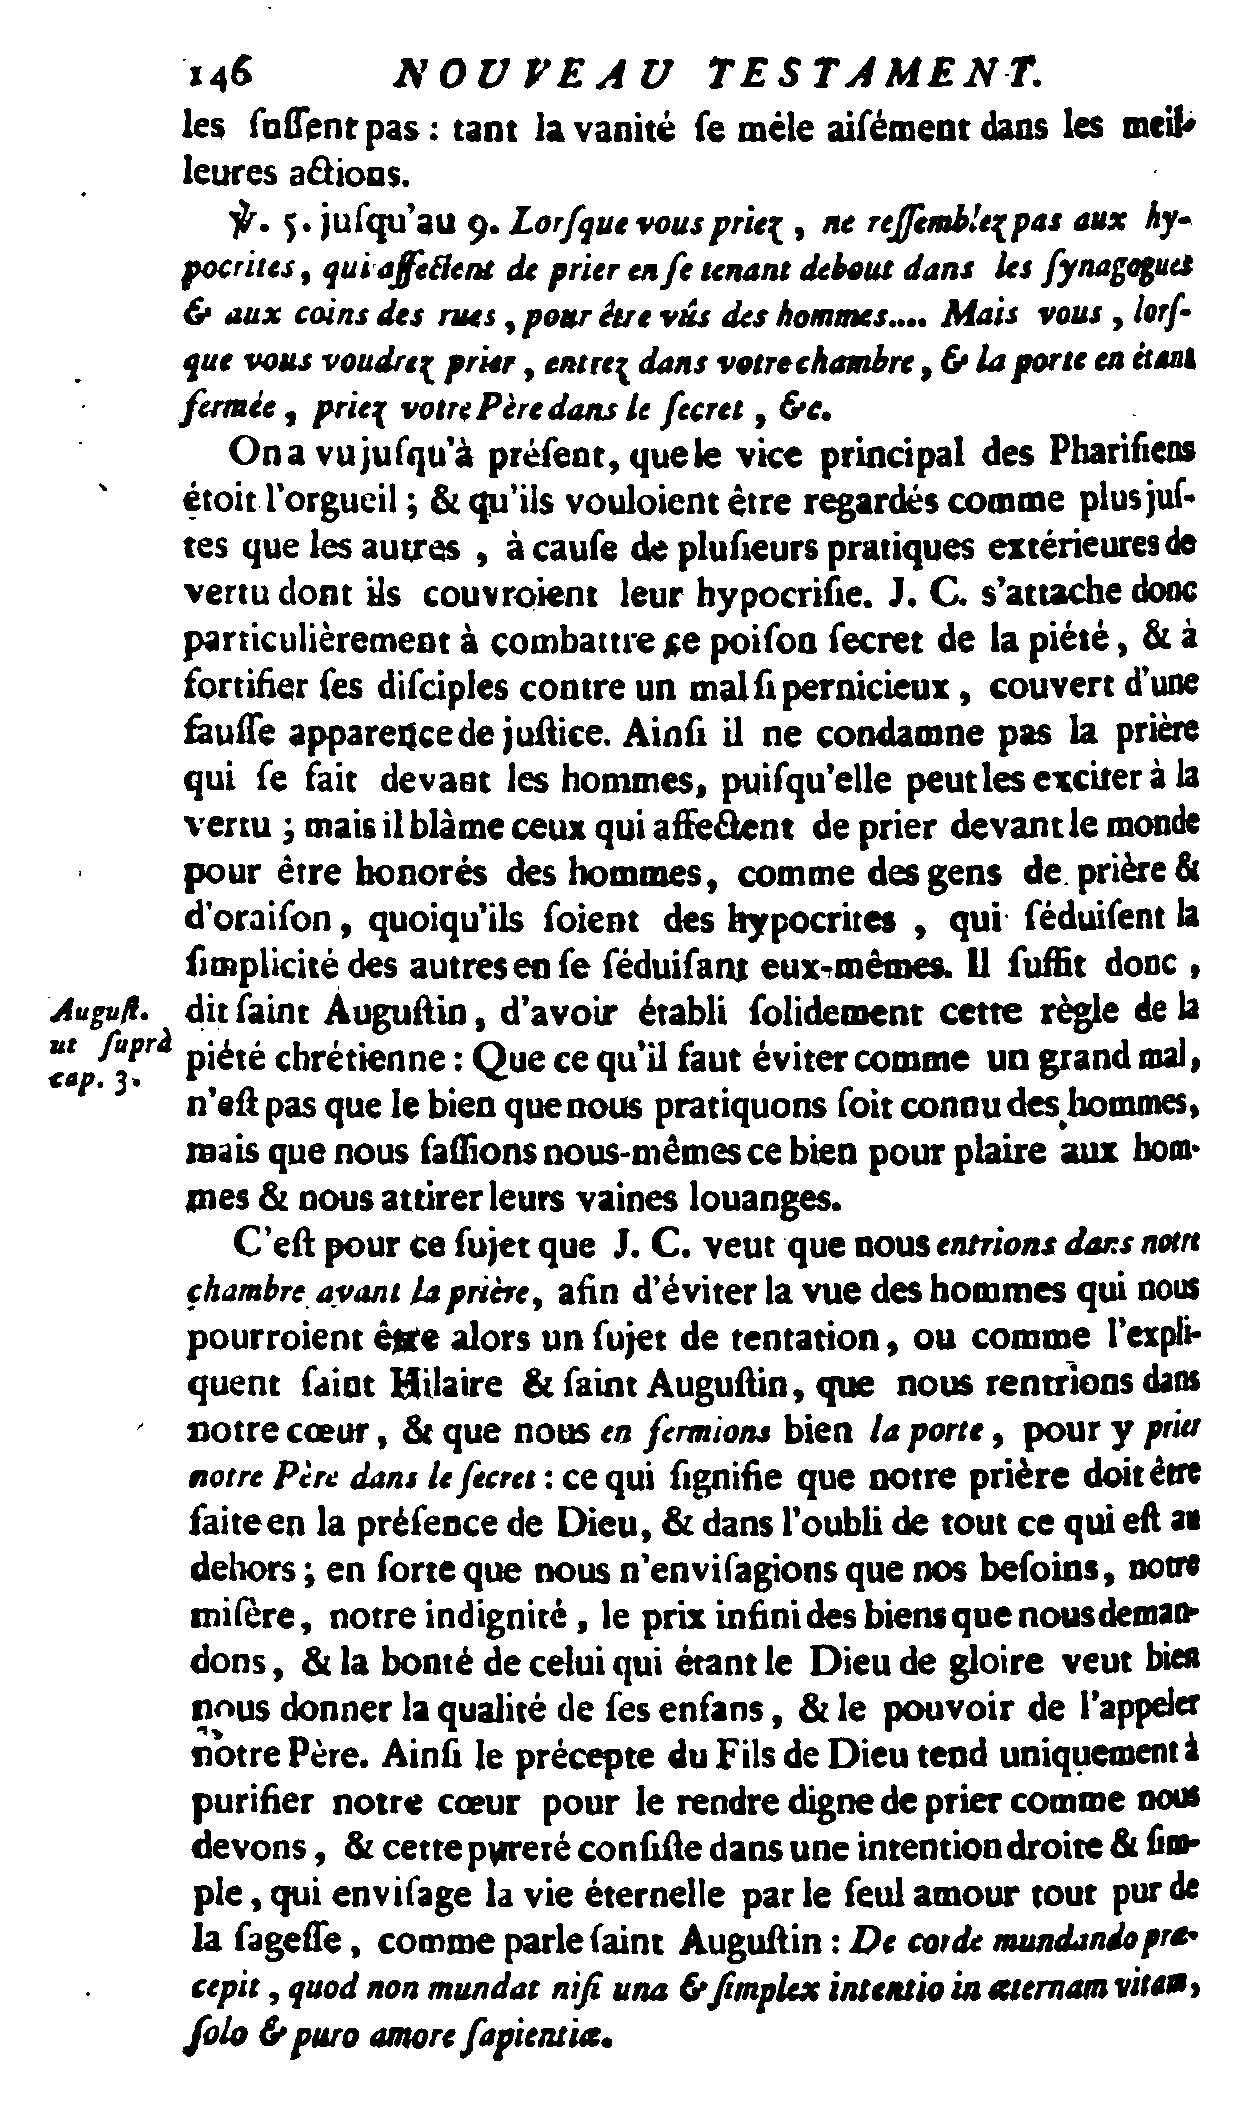 146 NOUVEAU TESTAMENT.
les fussent pas : tant la vanité ſe mêle aiſément dans les meil-
leures actions.
℣. 5. juſqu'au 9. Lorſque vous priez, ne reſſemblez pas aux hy-
pocrites, qui affectent de prier en ſe tenant debout dans les ſynagogues
& aux coins des rues, pour être vûs des hommes.... Mais vous, lorſ-
que vous voudrez prier, entrez dans votre chambre, & la porte en étant
fermée, priez votre Père dans le ſecret, &c.
On a vu juſqu'à préſent, que le vice principal des Phariſiens
étoit l'orgueil ; & qu'ils vouloient être regardés comme plus juſ-
tes que les autres, à cauſe de pluſieurs pratiques extérieures de
vertu dont ils couvroient leur hypocriſie. J. C. s'attache donc
particulièrement à combattre ce poiſon ſecret de la piété, & à
fortifier ſes diſciples contre un mal ſi pernicieux, couvert d'une
fauſſe apparence de juſtice. Ainſi il ne condamne pas la prière
qui ſe fait devant les hommes, puiſqu'elle peut les exciter à la
vertu ; mais il blâme ceux qui affectent de prier devant le monde
pour être honorés des hommes, comme des gens de prière &
d'oraiſon, quoiqu'ils ſoient des hypocrites, qui ſéduiſent la
ſimplicité des autres en ſe ſéduiſant eux-mêmes. Il ſuffit donc,
dit ſaint Auguſtin, d'avoir établi ſolidement cette règle de la
piété chrétienne : Que ce qu'il faut éviter comme un grand mal,
n'eſt pas que le bien que nous pratiquons ſoit connu des hommes,
mais que nous faſſions nous-mêmes ce bien pour plaire aux hom-
mes & nous attirer leurs vaines louanges.
Auguſt.
ut ſuprà
cap. 3.
C'eſt pour ce ſujet que J. C. veut que nous entrions dans notre
chambre avant la prière, afin d'éviter la vue des hommes qui nous
pourroient être alors un ſujet de tentation, ou comme l'expli-
quent ſaint Hilaire & ſaint Auguſtin, que nous rentrions dans
notre cœur, & que nous en fermions bien la porte, pour y prier
notre Père dans le ſecret : ce qui ſignifie que notre prière doit être
faite en la préſence de Dieu, & dans l'oubli de tout ce qui eſt au
dehors ; en ſorte que nous n'enviſagions que nos beſoins, notre
miſère, notre indignité, le prix infini des biens que nous deman-
dons, & la bonté de celui qui étant le Dieu de gloire veut bien
nous donner la qualité de ſes enfans, & le pouvoir de l'appeler
notre Père. Ainſi le précepte du Fils de Dieu tend uniquement à
purifier notre cœur pour le rendre digne de prier comme nous
devons, & cette pureté conſiſte dans une intention droite & ſim-
ple, qui enviſage la vie éternelle par le ſeul amour tout pur de
la ſageſſe, comme parle ſaint Auguſtin : De corde mundando præ-
cepit, quod non mundat niſi una & ſimplex intentio in æternam vitam,
ſolo & puro amore ſapientiæ.